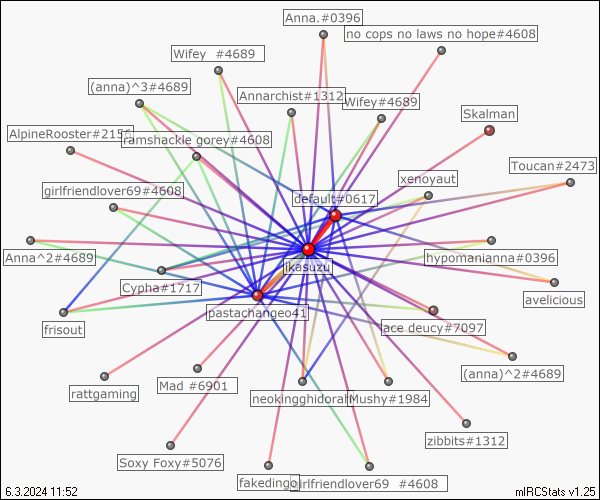 Anna.#0396
no cops no laws no hope#4608
Wifey  #4689
(anna)^3#4689
Annarchist#1312
Wifey#4689
Skalman
AlpineRooster#2156
ramshackle gorey#4608
Toucan#2473
xenoyaut
girlfriendlover69#4608
default#0617
Anna^2#4689
hypomanianna#0396
ikasuzu
Cypha#1717
avelicious
pastachangeo41
frisout
lace deucy#7097
(anna)^2#4689
rattgaming
Mad #6901
neokingghidorah
Mushy#1984
zibbits#1312
Soxy Foxy#5076
fakedingo
girlfriendlover69  #4608
6.3.2024 11:52
mIRCStats v1.25